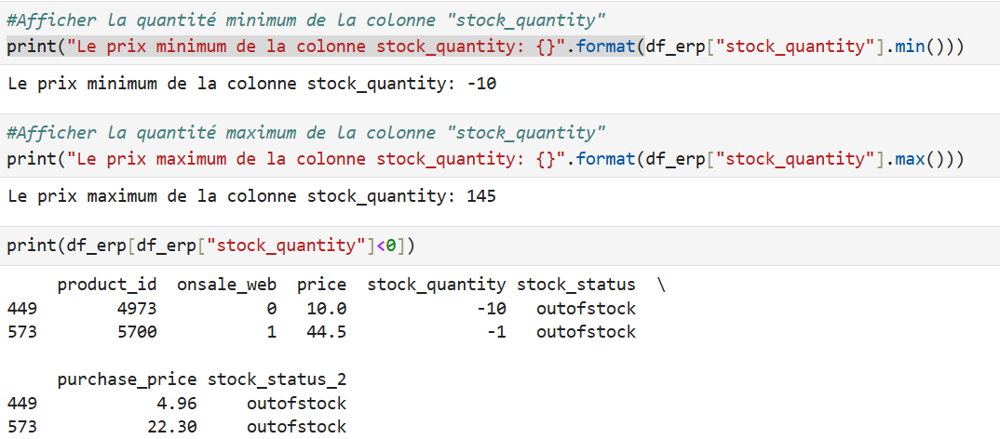 #Afficher la quantité minimum de la colonne "stock_quantity"
print("Le prix minimum de la colonne stock_quantity: {}".format(df_erp["stock_quantity"].min()))
Le prix minimum de la colonne stock_quantity: -10
#Afficher la quantité maximum de la colonne "stock_quantity"
print("Le prix maximum de la colonne stock_quantity: {}".format(df_erp["stock_quantity"].max()))
Le prix maximum de la colonne stock_quantity: 145
print(df_erp[df_erp["stock_quantity"]<0])
     product_id  onsale_web  price  stock_quantity stock_status  \
449        4973           0   10.0             -10   outofstock
573        5700           1   44.5              -1   outofstock
     purchase_price stock_status_2
449            4.96     outofstock
573           22.30     outofstock